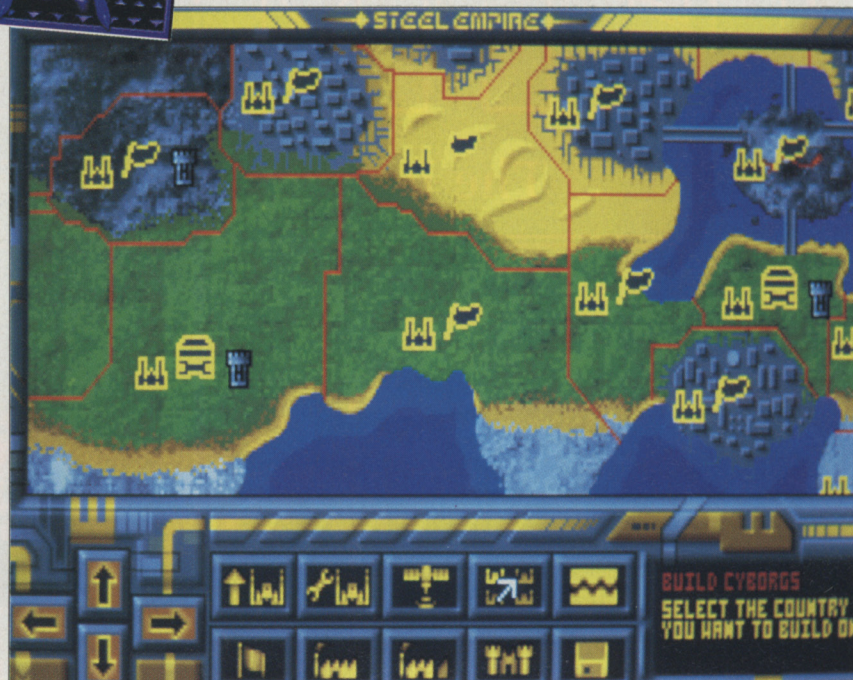 STEEL EMPIRE
BUILD CYBORGS
SELECT THE COUNTRY
YOU WANT TO BUILD ON